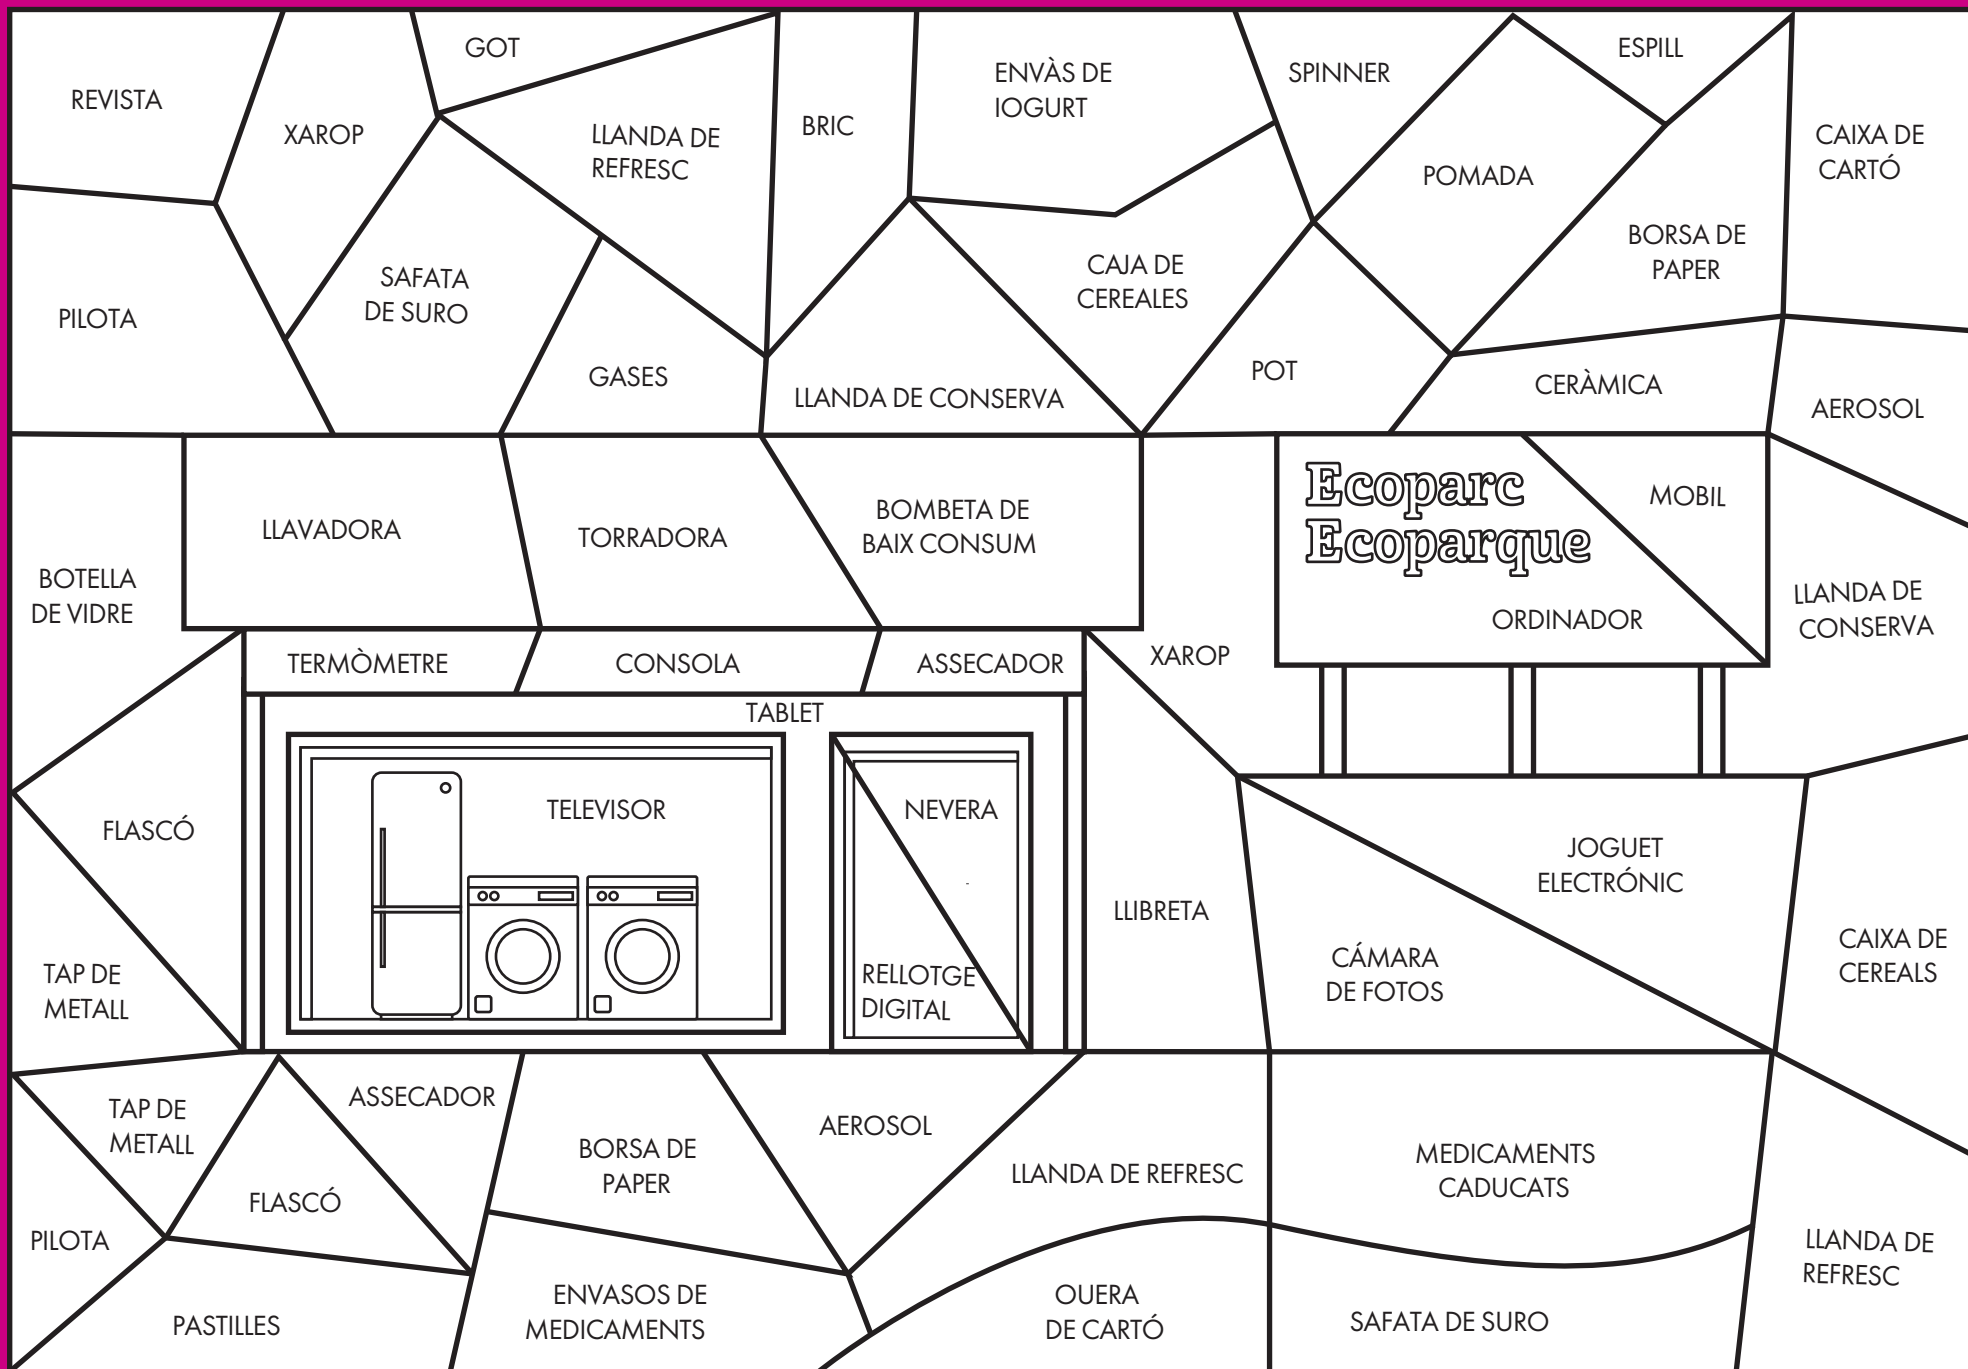 REVISTA
XAROP
GOT
LLANDA DE
REFRESC
BRIC
ENVÀS DE
IOGURT
SPINNER
ESPILL
POMADA
CAIXA DE
CARTÓ
PILOTA
SAFATA
DE SURO
GASES
LLANDA DE CONSERVA
CAJA DE
CEREALES
POT
BORSA DE
PAPER
CERÀMICA
AEROSOL
BOTELLA
DE VIDRE
LLAVADORA
TORRADORA
BOMBETA DE
BAIX CONSUM
Ecoparc
Ecoparque
MOBIL
ORDINADOR
LLANDA DE
CONSERVA
TERMÒMETRE
CONSOLA
ASSECADOR
XAROP
TABLET
FLASCÓ
TELEVISOR
NEVERA
RELLOTGE
DIGITAL
LLIBRETA
JOGUET
ELECTRÓNIC
CÁMARA
DE FOTOS
CAIXA DE
CEREALS
TAP DE
METALL
TAP DE
METALL
ASSECADOR
FLASCÓ
BORSA DE
PAPER
AEROSOL
LLANDA DE REFRESC
MEDICAMENTS
CADUCATS
PILOTA
PASTILLES
ENVASOS DE
MEDICAMENTS
OUERA
DE CARTÓ
SAFATA DE SURO
LLANDA DE
REFRESC